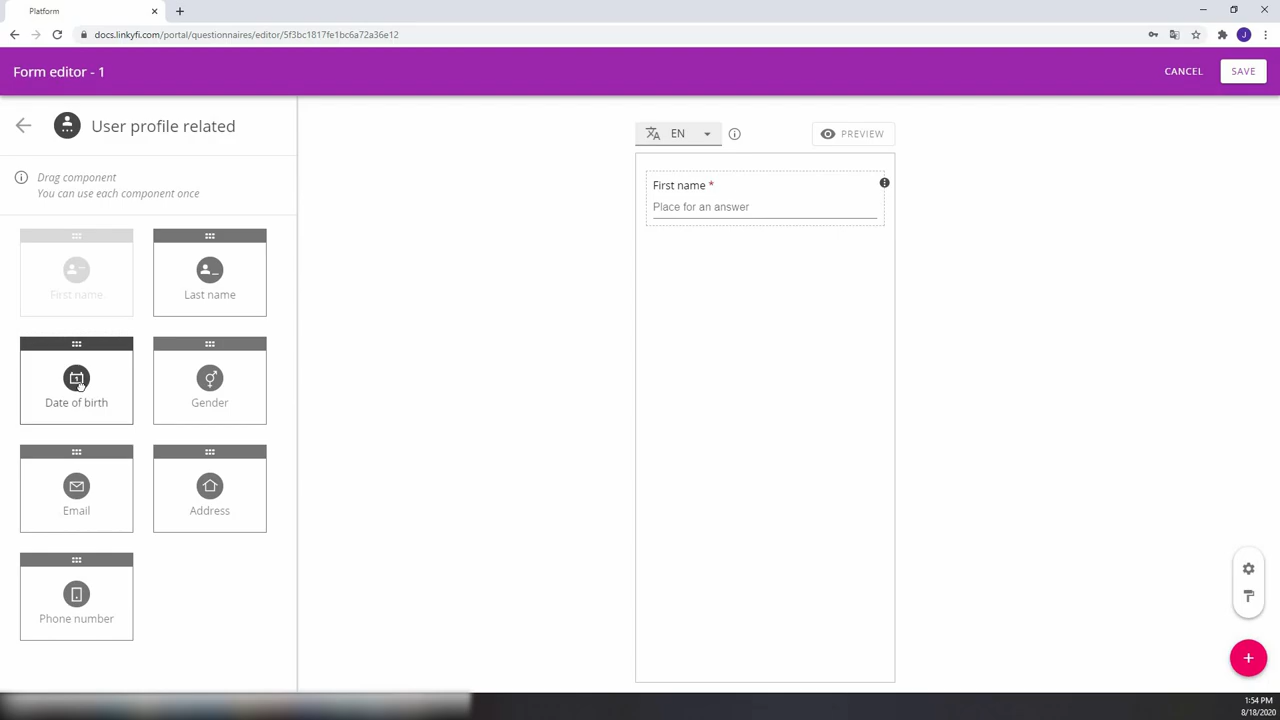 Platform
docs.linkyfi.com/portal/questionnaires/editor/5f3bc1817fe1bc6a72a36e12
J
Form editor - 1
CANCEL
SAVE
User profile related
EN
PREVIEW
Drag component
You can use each component once
First name *
Place for an answer
First name
Last name
1
Date of birth
Gender
Email
Address
Phone number
1:54 PM
8/18/2020